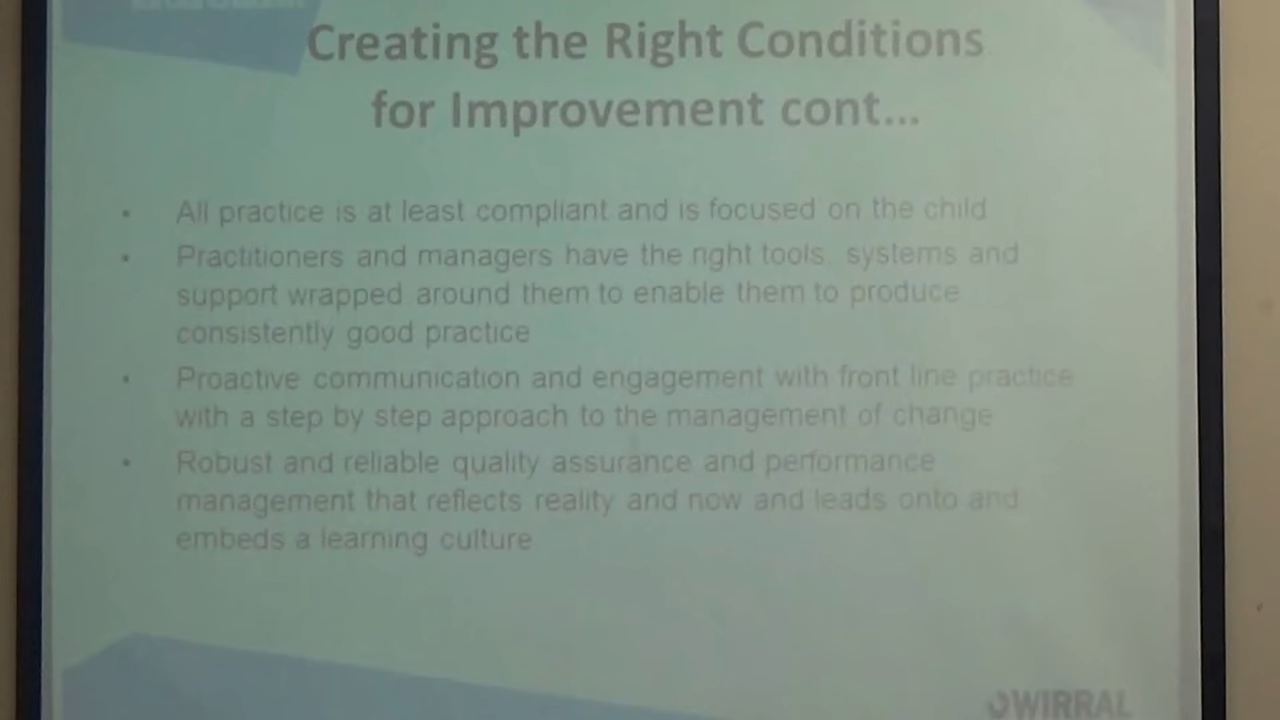 Creating the Right Conditions
for Improvement cont...
• All practice is at least compliant and is focused on the child
• Practitioners and managers have the right tools, systems and
support wrapped around them to enable them to produce
consistently good practice
• Proactive communication and engagement with front line practice
with a step by step approach to the management of change
• Robust and reliable quality assurance and performance
management that reflects reality and now and leads onto and
embeds a learning culture
WIRRAL